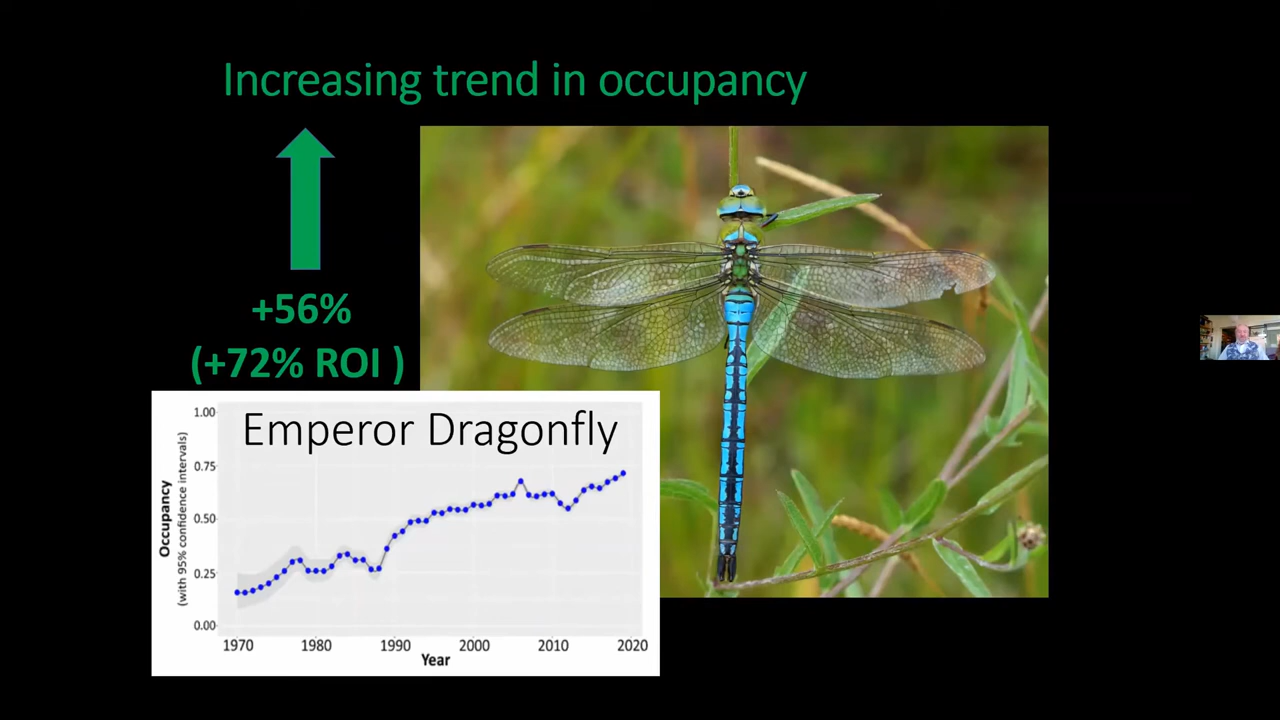 Increasing trend in occupancy
+56%
(+72% ROI )
Emperor Dragonfly
1.00
0.75
0.50
0.25
0.00
Occupancy
(with 95% confidence intervals)
1970 1980 1990 2000 2010 2020
Year